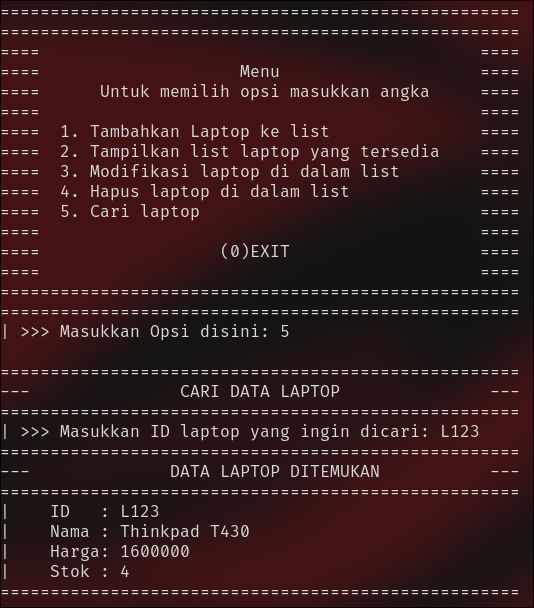 ====================================================
====================================================
====                                            ====
====                    Menu                    ====
====      Untuk memilih opsi masukkan angka     ====
====                                            ====
====  1. Tambahkan Laptop ke list               ====
====  2. Tampilkan list laptop yang tersedia    ====
====  3. Modifikasi laptop di dalam list        ====
====  4. Hapus laptop di dalam list             ====
====  5. Cari laptop                            ====
====                                            ====
====                  (0)EXIT                   ====
====                                            ====
====================================================
====================================================
| >>> Masukkan Opsi disini: 5

====================================================
---               CARI DATA LAPTOP               ---
====================================================
| >>> Masukkan ID laptop yang ingin dicari: L123
====================================================
---              DATA LAPTOP DITEMUKAN           ---
====================================================
|    ID   : L123
|    Nama : Thinkpad T430
|    Harga: 1600000
|    Stok : 4
====================================================